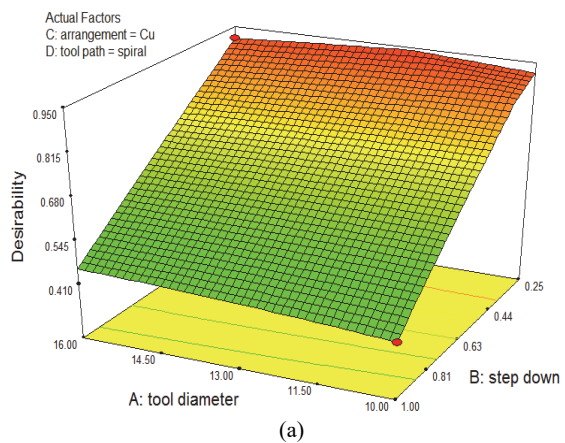 Actual Factors
C: arrangement = Cu
D: tool path = spiral
0.950
0.815
0.680
0.545
0.410
Desirability
16.00
14.50
13.00
11.50
10.00
A: tool diameter
1.00
0.81
0.63
0.44
0.25
B: step down
(a)